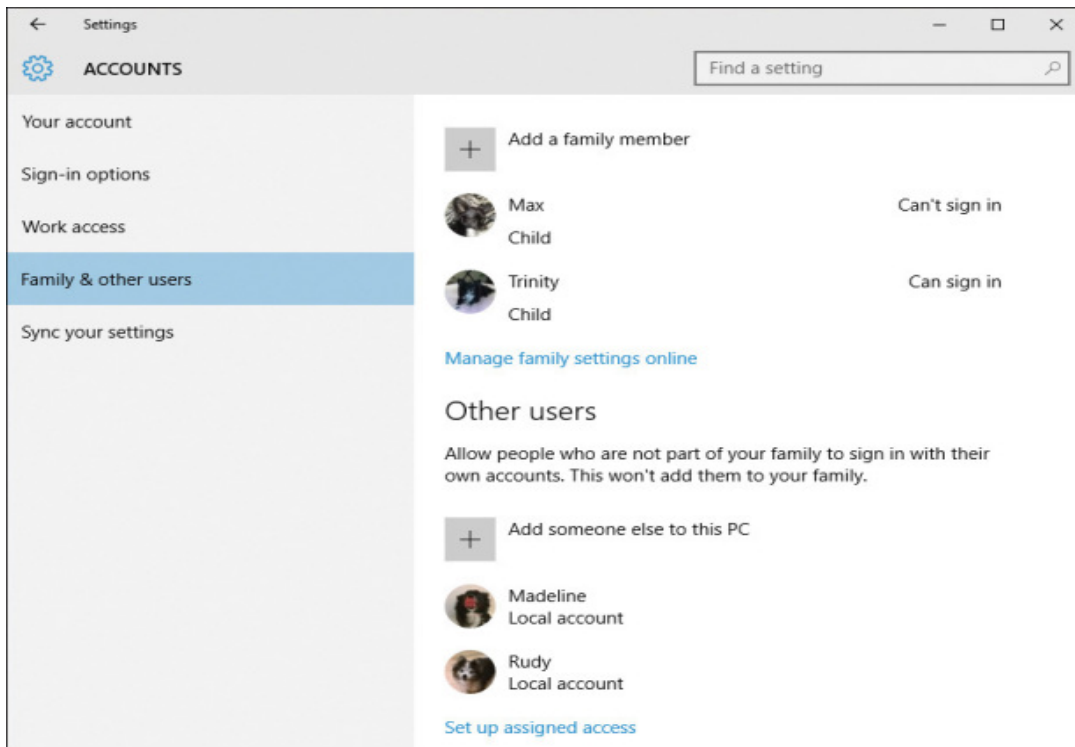 Settings
ACCOUNTS
Find a setting
Your account
Sign-in options
Work access
Family & other users
Sync your settings
Add a family member
Max
Can't sign in
Child
Trinity
Can sign in
Child
Manage family settings online
Other users
Allow people who are not part of your family to sign in with their
own accounts. This won't add them to your family.
Add someone else to this PC
Madeline
Local account
Rudy
Local account
Set up assigned access